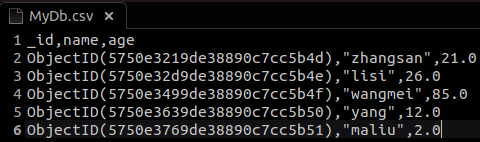 MyDb.csv ×
1 _id,name,age
2 ObjectID(5750e3219de38890c7cc5b4d),"zhangsan",21.0
3 ObjectID(5750e32d9de38890c7cc5b4e),"lisi",26.0
4 ObjectID(5750e3499de38890c7cc5b4f),"wangmei",85.0
5 ObjectID(5750e3639de38890c7cc5b50),"yang",12.0
6 ObjectID(5750e3769de38890c7cc5b51),"maliu",2.0